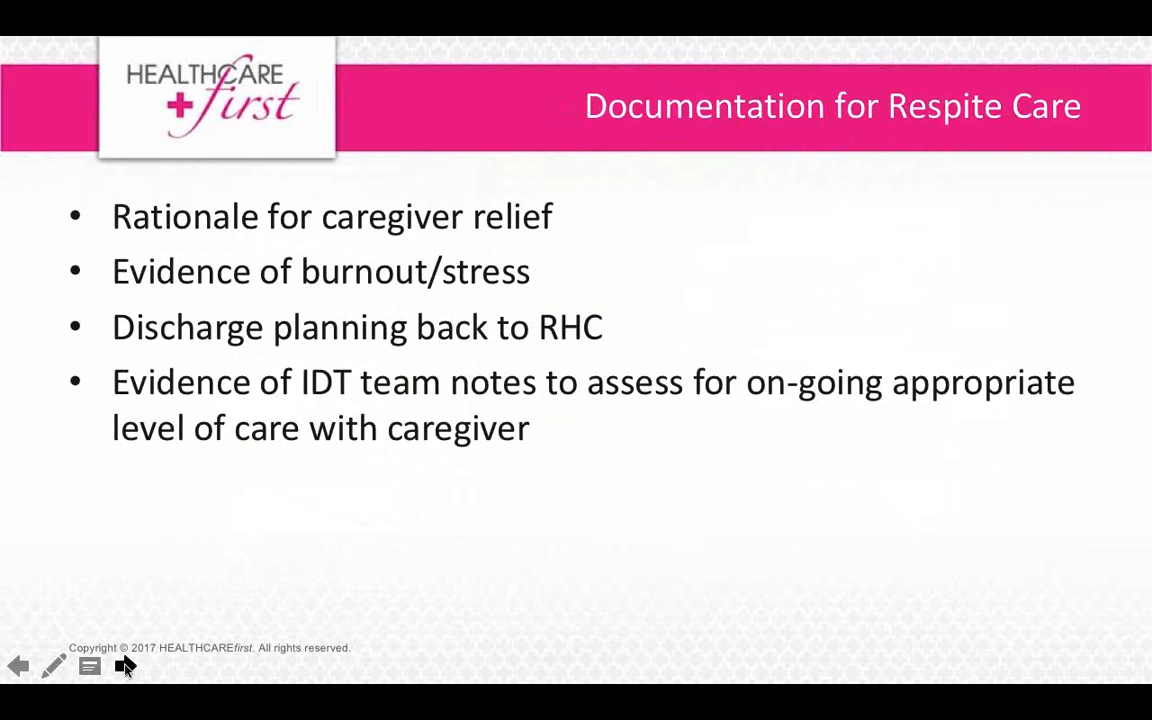 HEALTHCARE
first
Documentation for Respite Care
• Rationale for caregiver relief
• Evidence of burnout/stress
• Discharge planning back to RHC
• Evidence of IDT team notes to assess for on-going appropriate
level of care with caregiver
Copyright © 2017 HEALTHCAREfirst. All rights reserved.